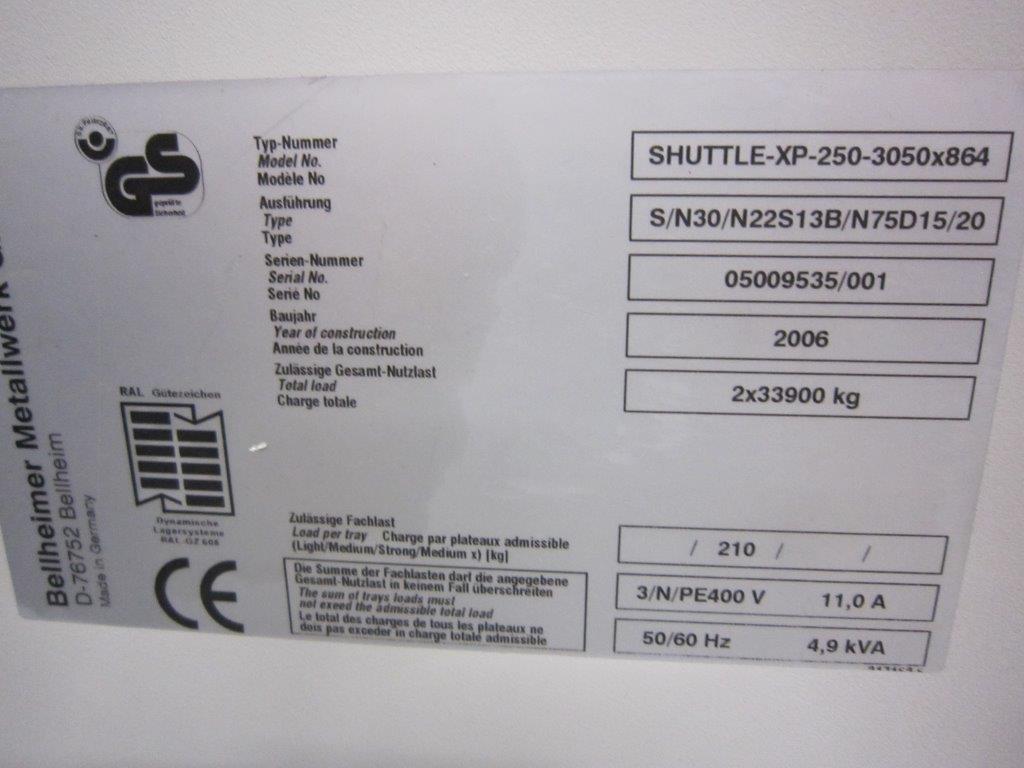 GS
geprüfte
Sicherheit
Typ-Nummer
Model No.
Modèle No
SHUTTLE-XP-250-3050x864
Ausführung
Type
Type
S/N30/N22S13B/N75D15/20
Serien-Nummer
Serial No.
Serie No
05009535/001
Baujahr
Year of construction
Année de la construction
2006
Zulässige Gesamt-Nutzlast
Total load
Charge totale
2x33900 kg
Bellheimer Metallwerk
D-76752 Bellheim
Made in Germany
RAL Gütezeichen
Dynamische
Lagersysteme
RAL-GZ 608
CE
Zulässige Fachlast
Load per tray Charge par plateaux admissible
(Light/Medium/Strong/Medium x) [kg]
/ 210 / /
Die Summe der Fachlasten darf die angegebene
Gesamt-Nutzlast in keinem Fall überschreiten
The sum of trays loads must
not exceed the admissible total load
Le total des charges de tous les plateaux ne
dois pas exceder in charge totale admissible
3/N/PE400 V 11,0 A
50/60 Hz 4,9 kVA